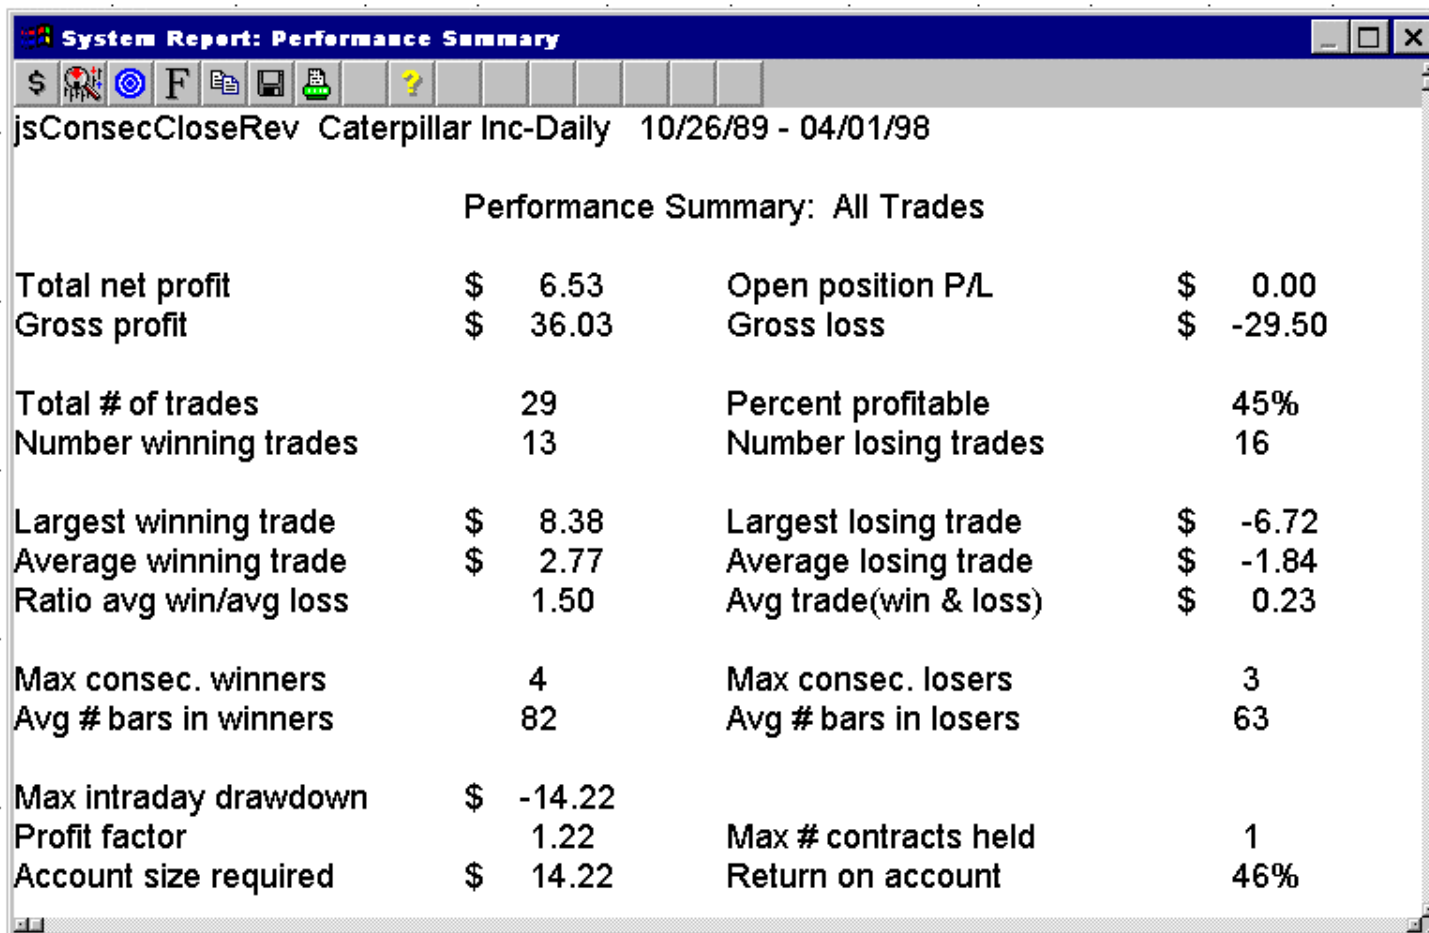 System Report: Performance Summary
$ F ?
jsConsecCloseRev Caterpillar Inc-Daily 10/26/89 - 04/01/98
Performance Summary: All Trades
Total net profit $ 6.53 Open position P/L $ 0.00
Gross profit $ 36.03 Gross loss $ -29.50
Total # of trades 29 Percent profitable 45%
Number winning trades 13 Number losing trades 16
Largest winning trade $ 8.38 Largest losing trade $ -6.72
Average winning trade $ 2.77 Average losing trade $ -1.84
Ratio avg win/avg loss 1.50 Avg trade(win & loss) $ 0.23
Max consec. winners 4 Max consec. losers 3
Avg # bars in winners 82 Avg # bars in losers 63
Max intraday drawdown $ -14.22
Profit factor 1.22 Max # contracts held 1
Account size required $ 14.22 Return on account 46%